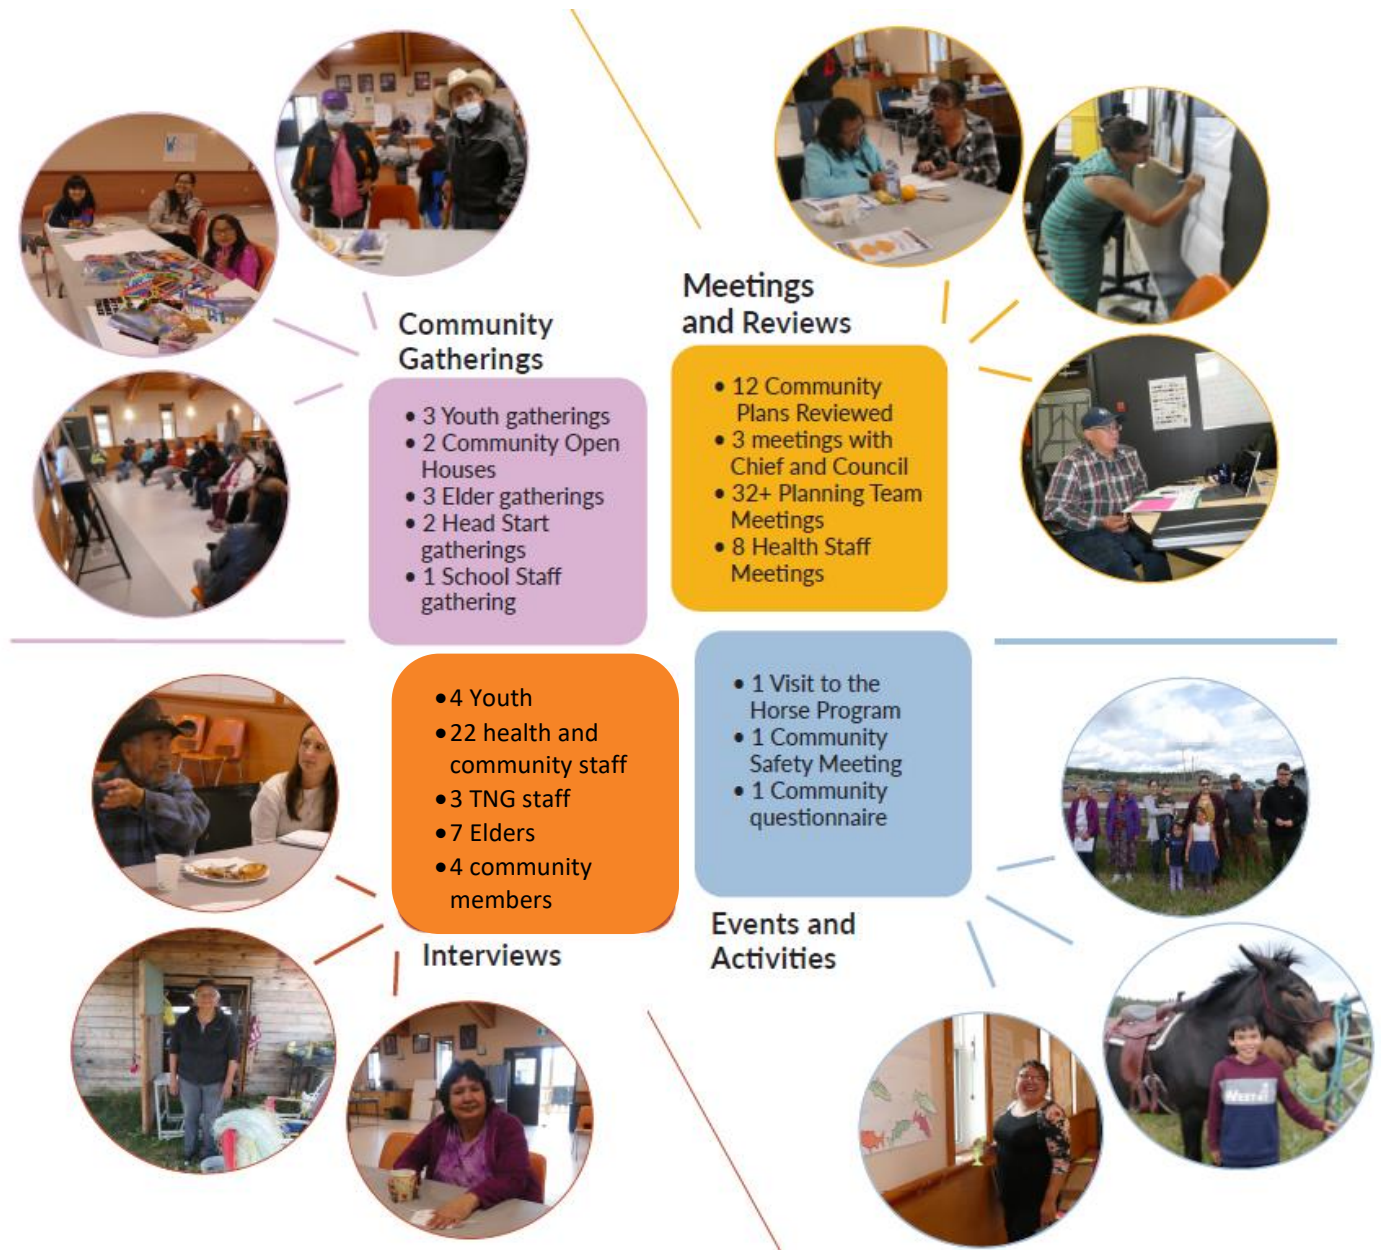 Community
Gatherings
• 3 Youth gatherings
• 2 Community Open
Houses
• 3 Elder gatherings
• 2 Head Start
gatherings
• 1 School Staff
gathering
Meetings
and Reviews
• 12 Community
Plans Reviewed
• 3 meetings with
Chief and Council
• 32+ Planning Team
Meetings
• 8 Health Staff
Meetings
• 4 Youth
• 22 health and
community staff
• 3 TNG staff
• 7 Elders
• 4 community
members
Interviews
• 1 Visit to the
Horse Program
• 1 Community
Safety Meeting
• 1 Community
questionnaire
Events and
Activities